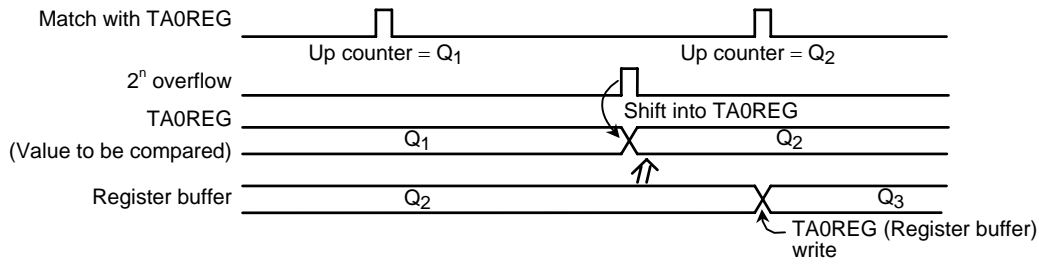 Match with TA0REG
Up counter = Q1
Up counter = Q2
2n overflow
Shift into TA0REG
TA0REG
(Value to be compared)
Q1
Q2
Register buffer
Q2
Q3
TA0REG (Register buffer)
write